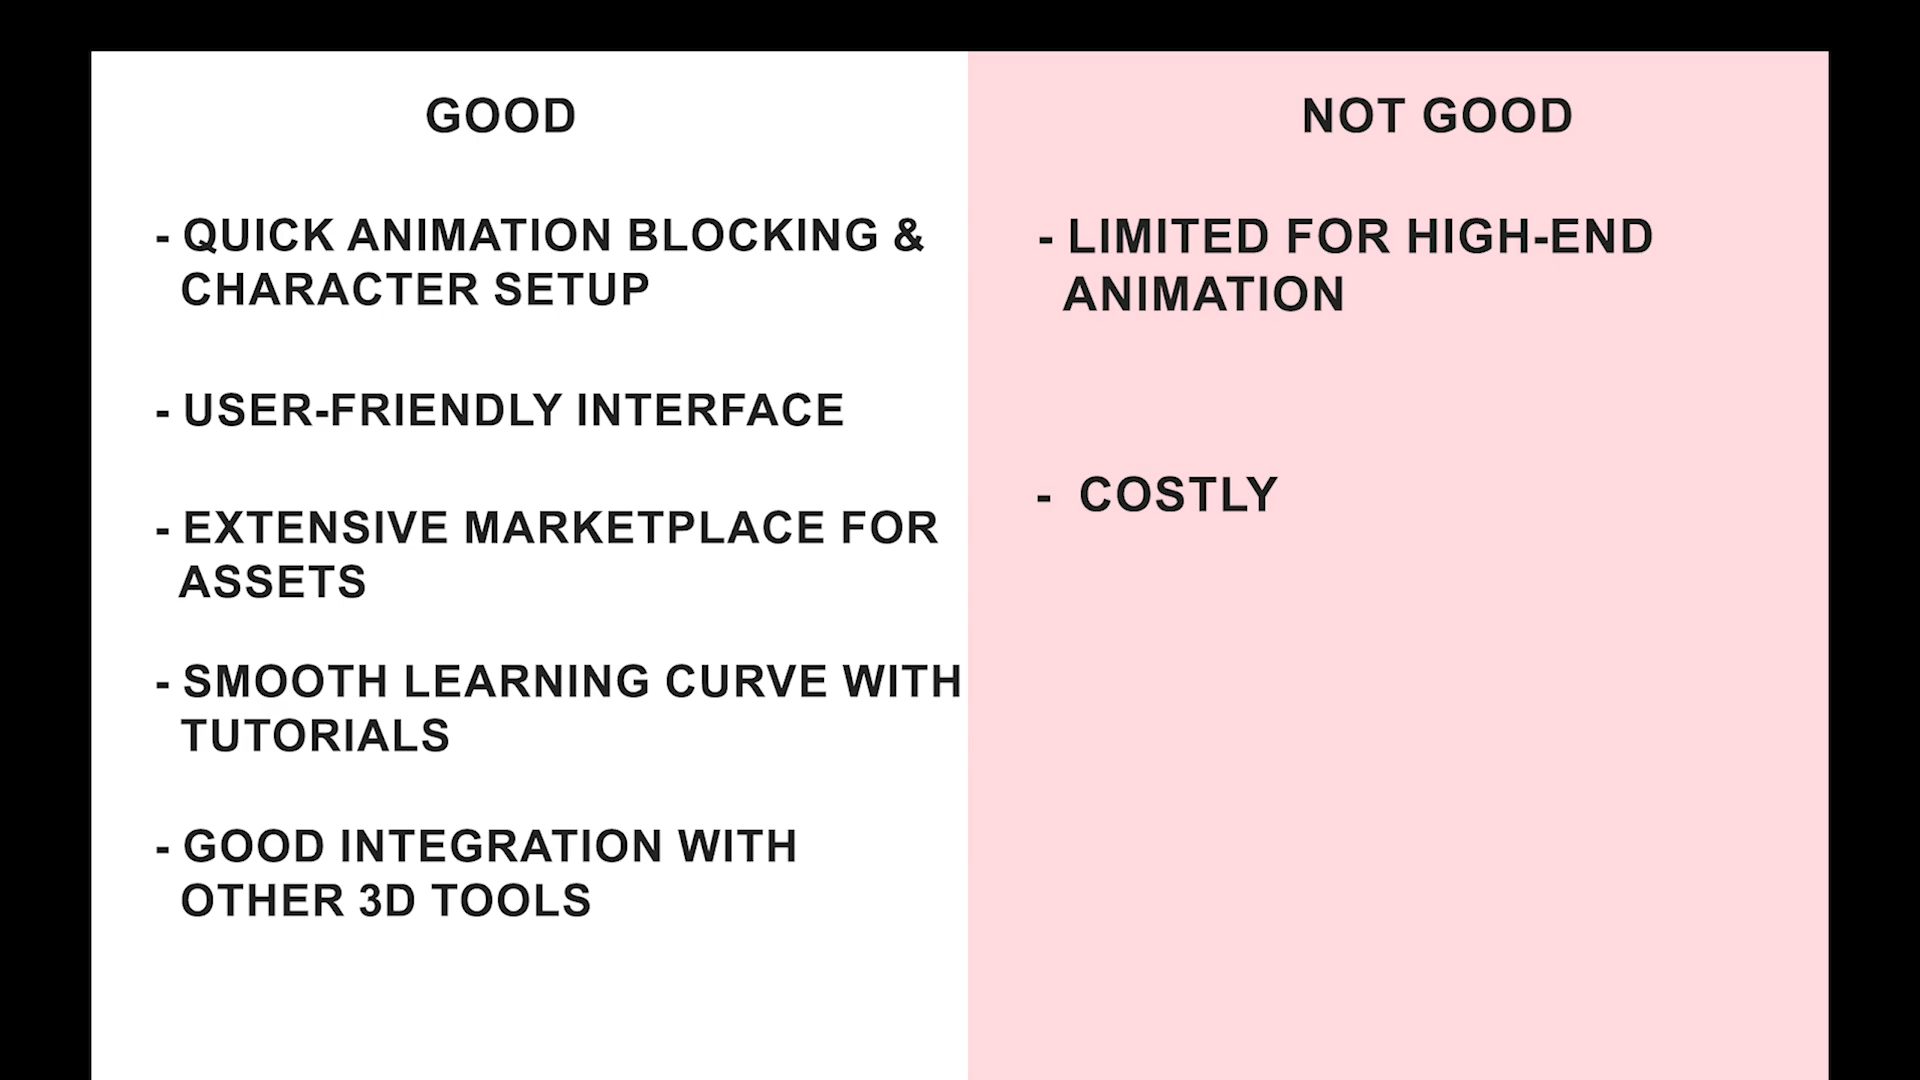 GOOD
- QUICK ANIMATION BLOCKING &
CHARACTER SETUP
- USER-FRIENDLY INTERFACE
- EXTENSIVE MARKETPLACE FOR
ASSETS
- SMOOTH LEARNING CURVE WITH
TUTORIALS
- GOOD INTEGRATION WITH
OTHER 3D TOOLS
NOT GOOD
- LIMITED FOR HIGH-END
ANIMATION
- COSTLY